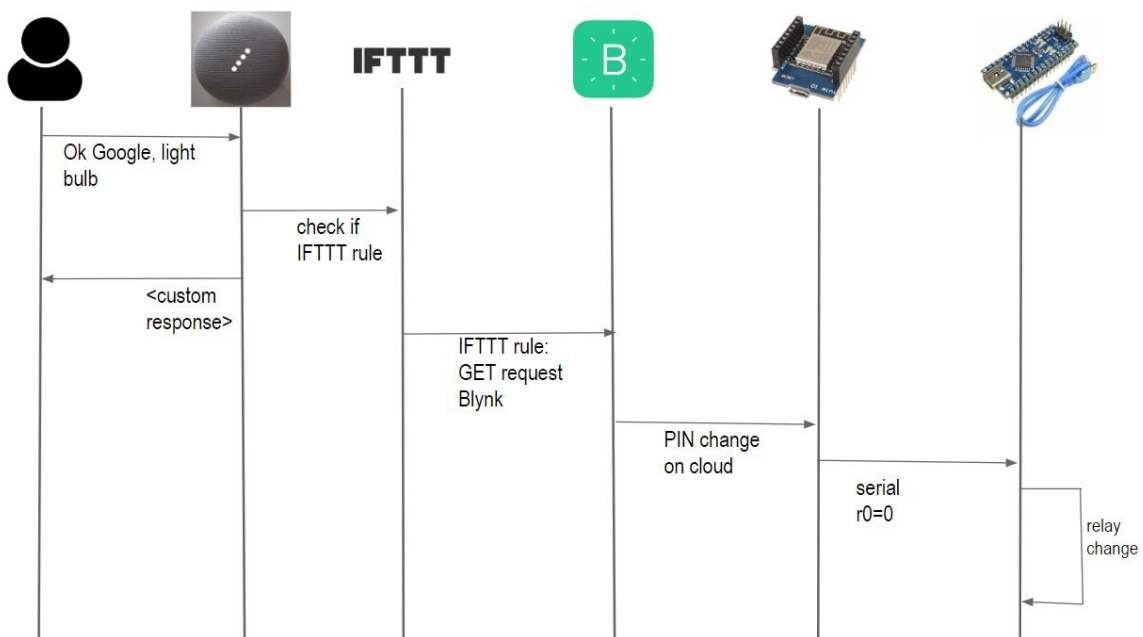 IFTTT
B
Ok Google, light
bulb
check if
IFTTT rule
<custom
response>
IFTTT rule:
GET request
Blynk
PIN change
on cloud
serial
r0=0
relay
change